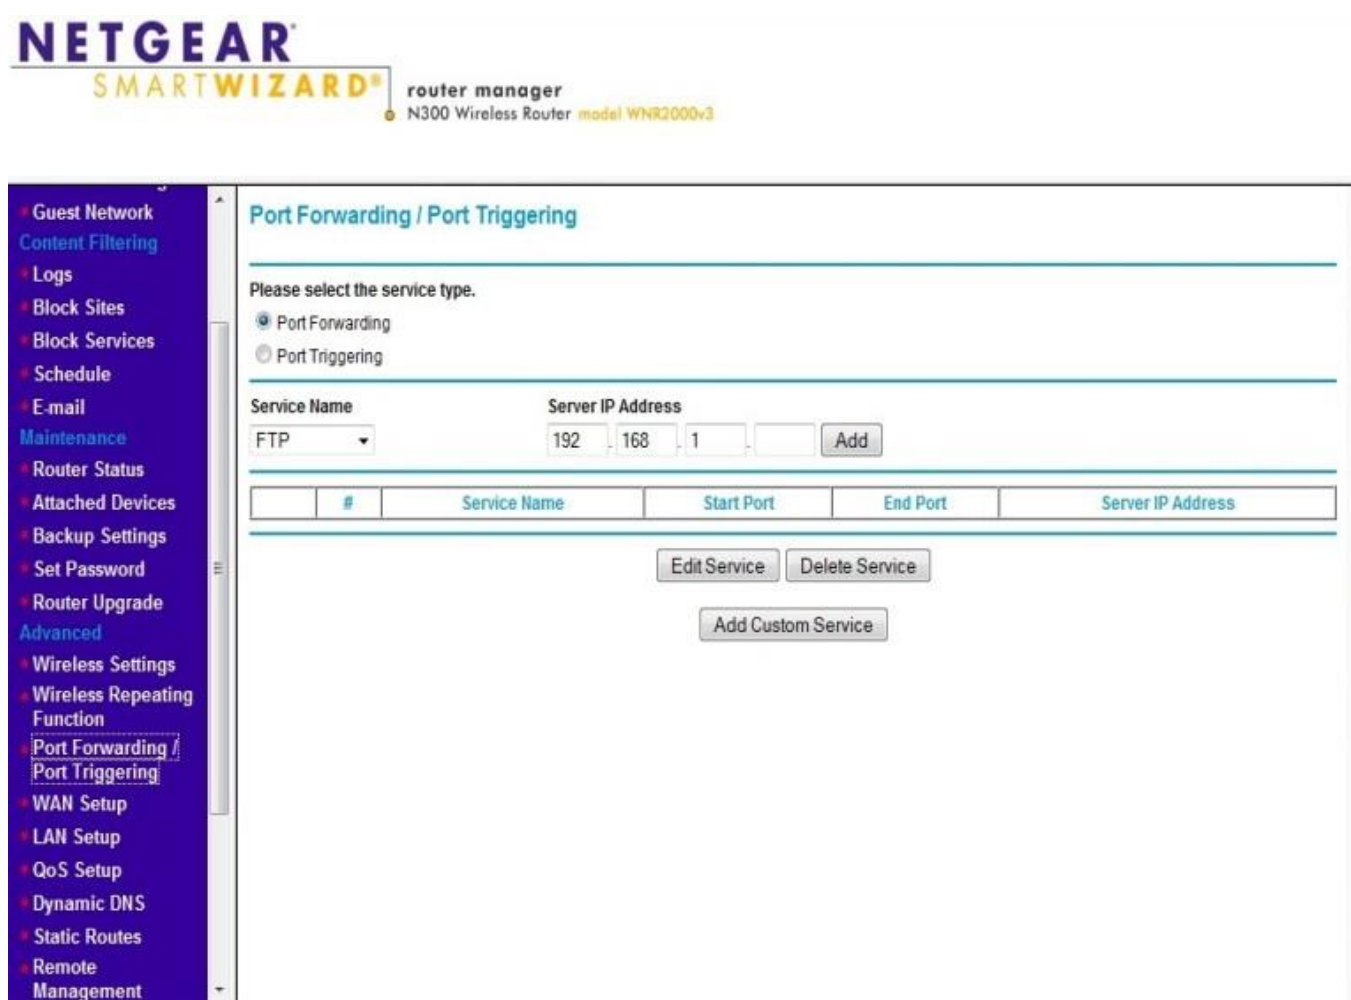 NETGEAR
SMARTWIZARD®
router manager
N300 Wireless Router model WNR2000v3
Guest Network
Content Filtering
Logs
Block Sites
Block Services
Schedule
E-mail
Maintenance
Router Status
Attached Devices
Backup Settings
Set Password
Router Upgrade
Advanced
Wireless Settings
Wireless Repeating
Function
Port Forwarding /
Port Triggering
WAN Setup
LAN Setup
QoS Setup
Dynamic DNS
Static Routes
Remote
Management
Port Forwarding / Port Triggering
Please select the service type.
Port Forwarding
Port Triggering
Service Name Server IP Address
FTP 192 . 168 . 1 . Add
# Service Name Start Port End Port Server IP Address
Edit Service Delete Service
Add Custom Service